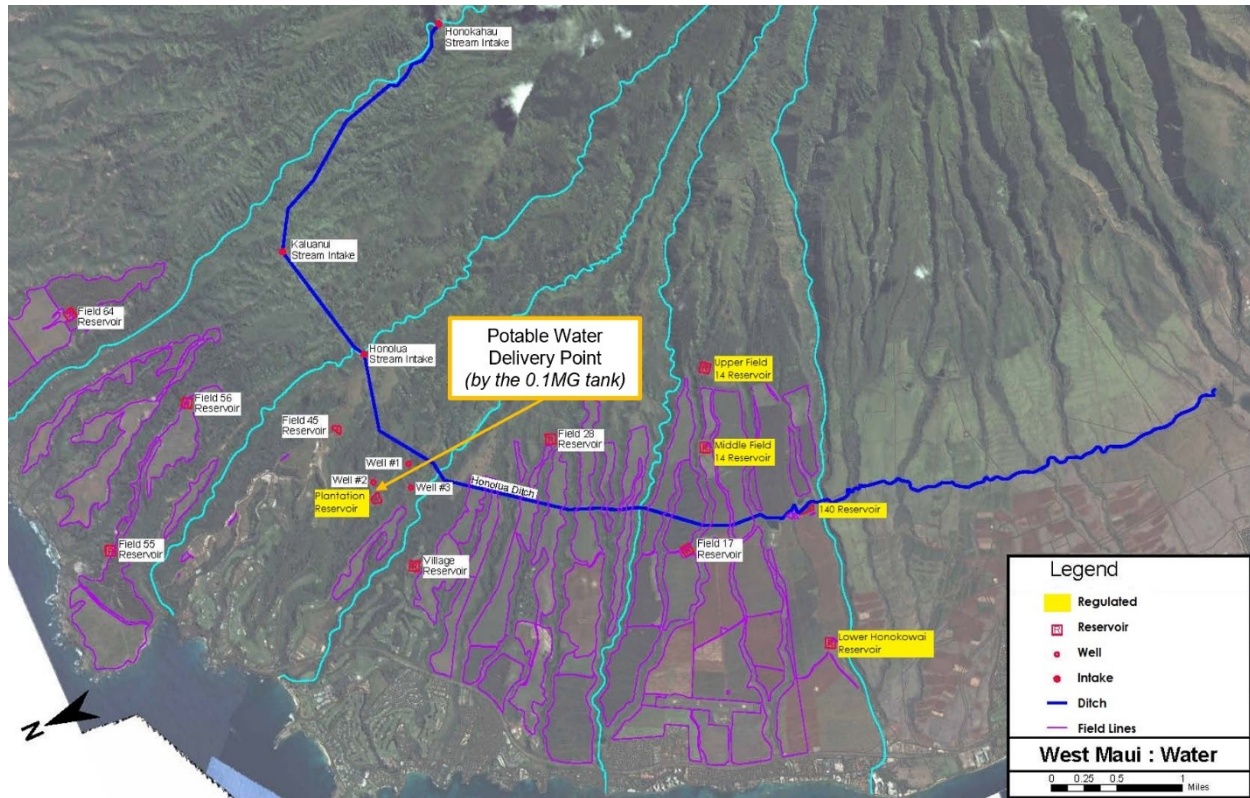 Honokahau
Stream Intake
Kaluanui
Stream Intake
Field 64
Reservoir
Honolua
Stream Intake
Potable Water
Delivery Point
(by the 0.1MG tank)
Upper Field
14 Reservoir
Field 56
Reservoir
Field 45
Reservoir
Field 28
Reservoir
Middle Field
14 Reservoir
Well #1
Well #2
Well #3
Plantation
Reservoir
Honolua Ditch
140 Reservoir
Field 55
Reservoir
Village
Reservoir
Field 17
Reservoir
Lower Honokowai
Reservoir
N
Legend
Regulated
R Reservoir
Well
Intake
Ditch
Field Lines
West Maui : Water
0 0.25 0.5 1
Miles